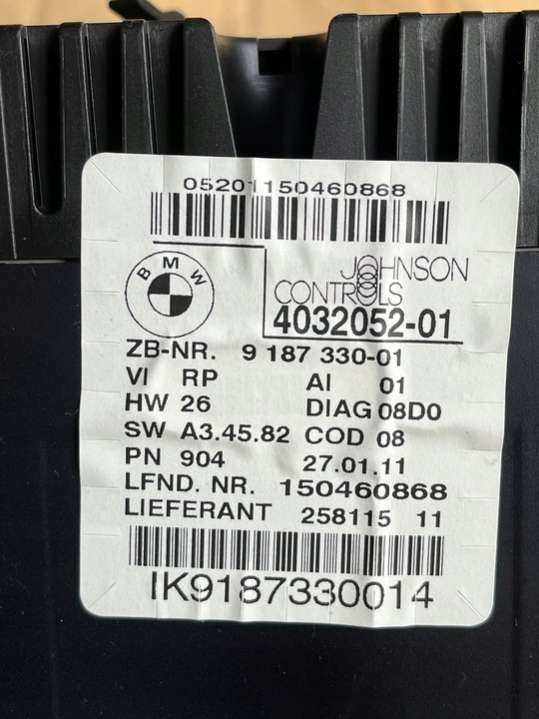 05201150460868
BMW
JOHNSON
CONTROLS
4032052-01
ZB-NR. 9 187 330-01
VI RP AI 01
HW 26 DIAG 08D0
SW A3.45.82 COD 08
PN 904 27.01.11
LFND. NR. 150460868
LIEFERANT 258115 11
IK9187330014